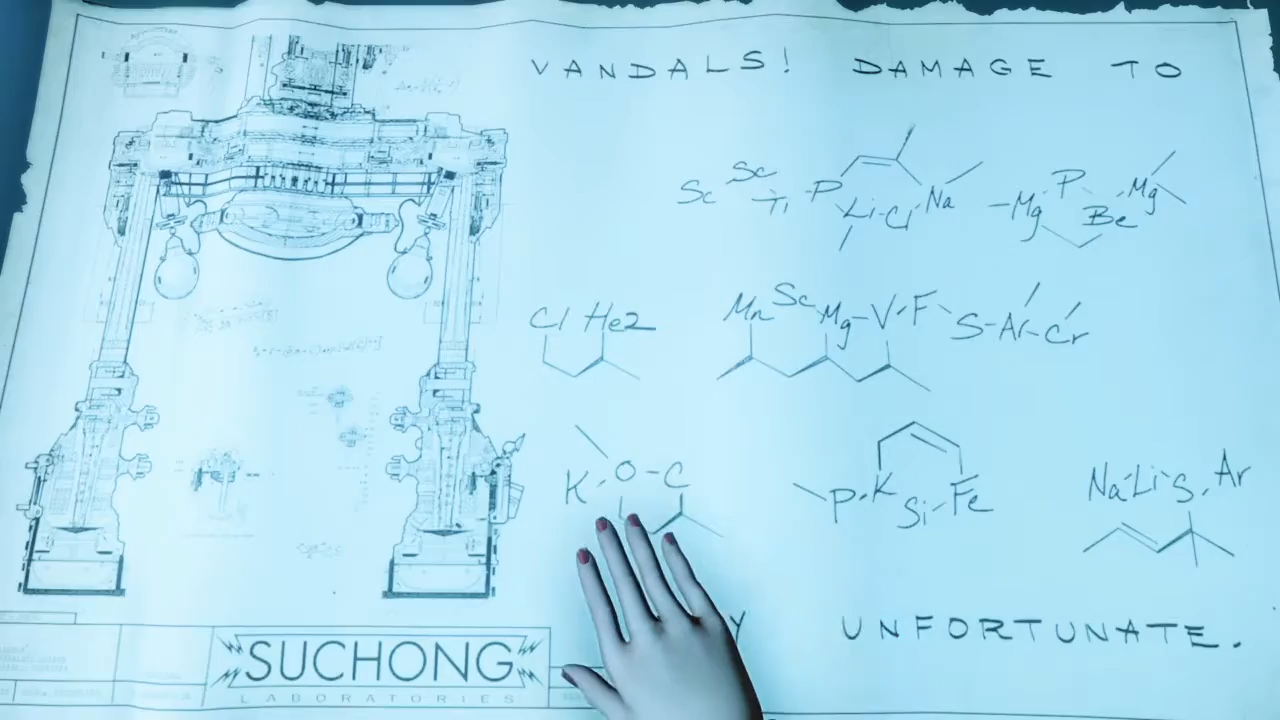 VANDALS! DAMAGE TO
Sc Sc Ti P Li Cl Na Mg P Be Mg
Cl He2 Mn Sc Mg V F S Ar Cr
K O C P K Si Fe Na Li S Ar
Y UNFORTUNATE.
SUCHONG
LABORATORIES